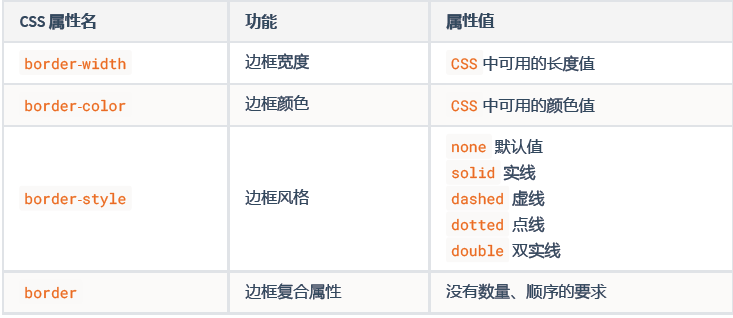 CSS 属性名 功能 属性值
border-width 边框宽度 CSS 中可用的长度值
border-color 边框颜色 CSS 中可用的颜色值
none 默认值
solid 实线
border-style 边框风格 dashed 虚线
dotted 点线
double 双实线
border 边框复合属性 没有数量、顺序的要求